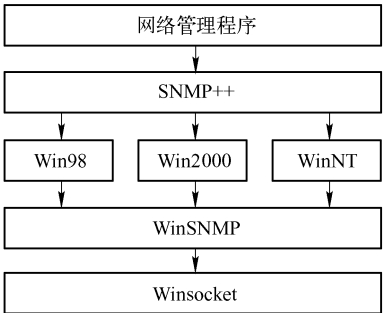 网络管理程序
SNMP++
Win98 Win2000 WinNT
WinSNMP
Winsocket